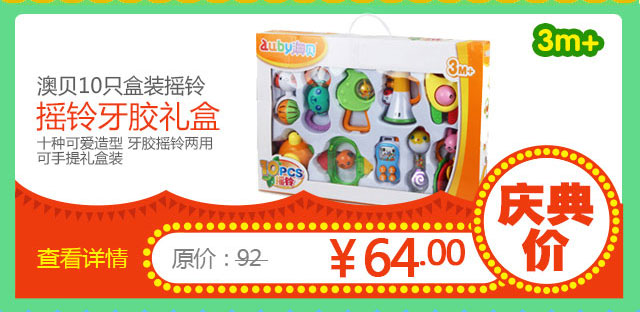 澳贝10只盒装摇铃
摇铃牙胶礼盒
十种可爱造型 牙胶摇铃两用
可手提礼盒装
auby澳贝
3M+
10PCS
摇铃
3m+
查看详情
原价：92
￥64.00
庆典
价